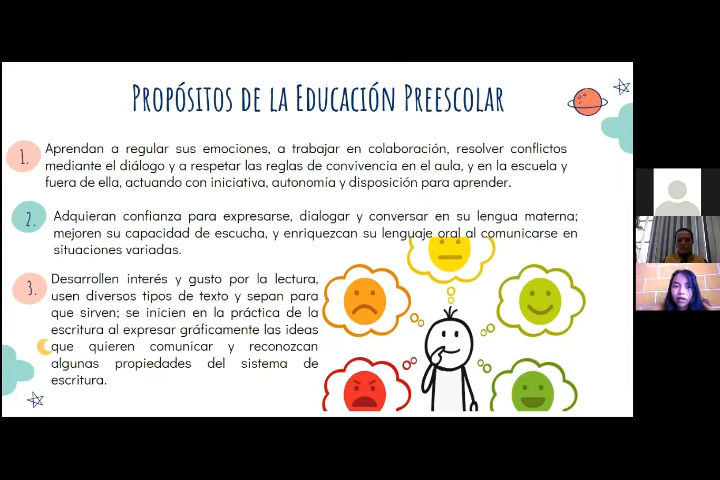 Propósitos de la Educación Preescolar
1.
Aprendan a regular sus emociones, a trabajar en colaboración, resolver conflictos
mediante el diálogo y a respetar las reglas de convivencia en el aula, y en la escuela y
fuera de ella, actuando con iniciativa, autonomía y disposición para aprender.
2.
Adquieran confianza para expresarse, dialogar y conversar en su lengua materna;
mejoren su capacidad de escucha, y enriquezcan su lenguaje oral al comunicarse en
situaciones variadas.
3.
Desarrollen interés y gusto por la lectura,
usen diversos tipos de texto y sepan para
que sirven; se inicien en la práctica de la
escritura al expresar gráficamente las ideas
que quieren comunicar y reconozcan
algunas propiedades del sistema de
escritura.